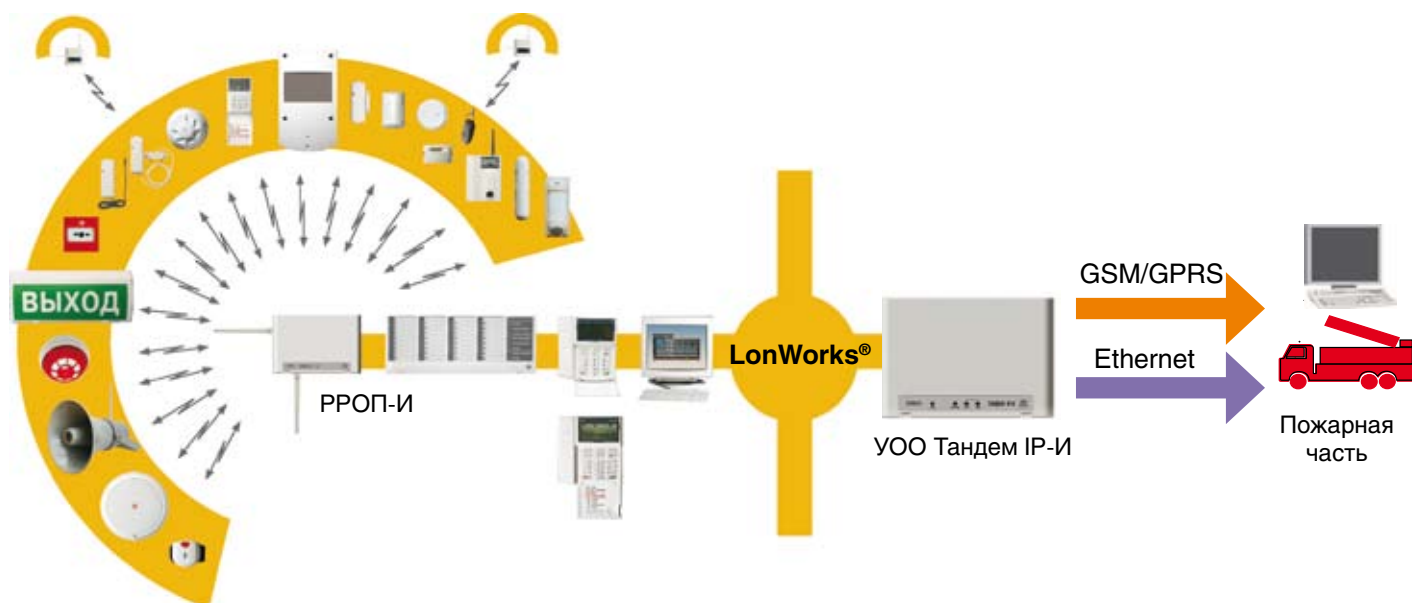 ВЫХОД
РРОП-И
LonWorks®
УОО Тандем IP-И
GSM/GPRS
Ethernet
Пожарная
часть